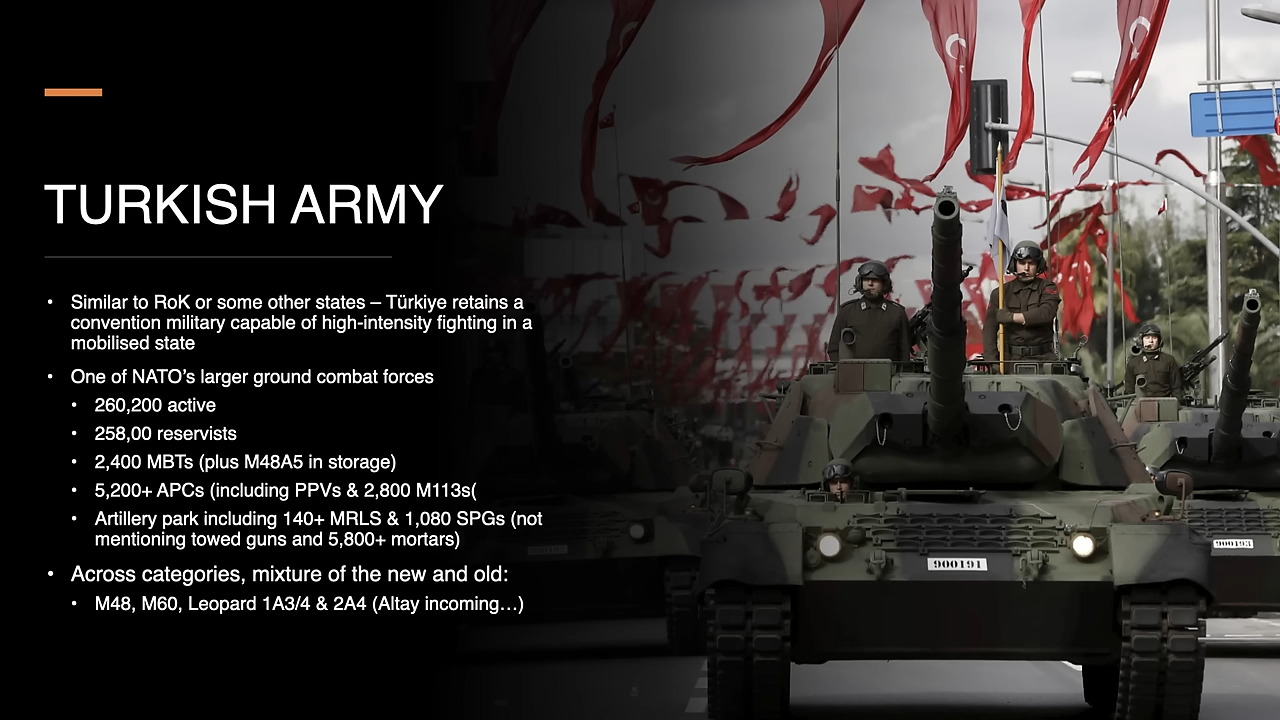 TURKISH ARMY
• Similar to RoK or some other states – Türkiye retains a
convention military capable of high-intensity fighting in a
mobilised state
• One of NATO's larger ground combat forces
• 260,200 active
• 258,00 reservists
• 2,400 MBTs (plus M48A5 in storage)
• 5,200+ APCs (including PPVs & 2,800 M113s(
• Artillery park including 140+ MRLS & 1,080 SPGs (not
mentioning towed guns and 5,800+ mortars)
• Across categories, mixture of the new and old:
• M48, M60, Leopard 1A3/4 & 2A4 (Altay incoming…)
900191
900193